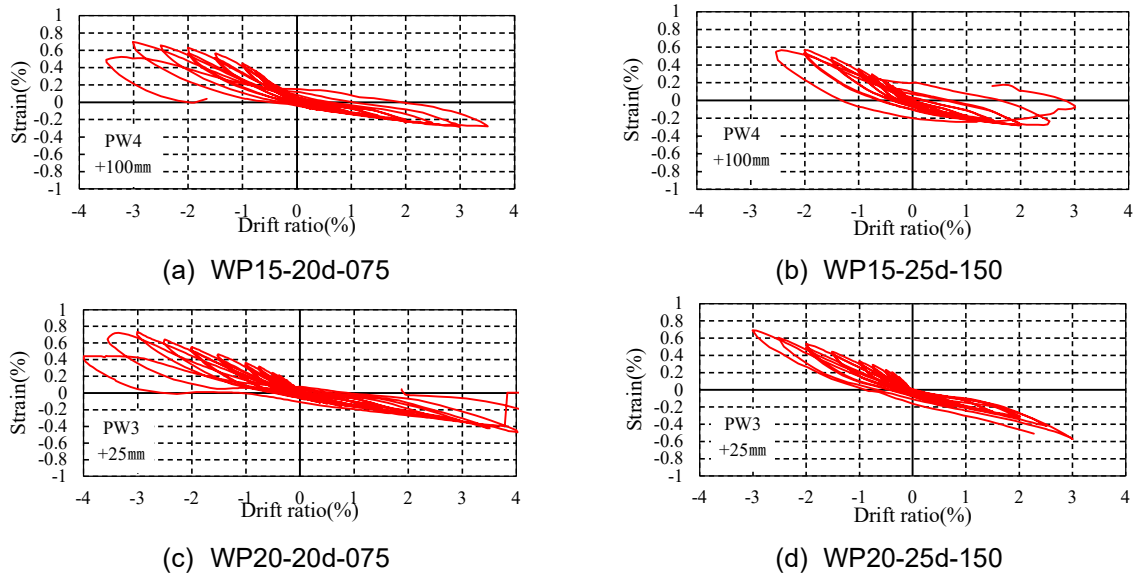 1
0.8
0.6
0.4
0.2
0
-0.2
-0.4
-0.6
-0.8
-1
Strain(%)
PW4
+100㎜
-4 -3 -2 -1 0 1 2 3 4
Drift ratio(%)
(a) WP15-20d-075
1
0.8
0.6
0.4
0.2
0
-0.2
-0.4
-0.6
-0.8
-1
Strain(%)
PW4
+100㎜
-4 -3 -2 -1 0 1 2 3 4
Drift ratio(%)
(b) WP15-25d-150
1
0.8
0.6
0.4
0.2
0
-0.2
-0.4
-0.6
-0.8
-1
Strain(%)
PW3
+25㎜
-4 -3 -2 -1 0 1 2 3 4
Drift ratio(%)
(c) WP20-20d-075
1
0.8
0.6
0.4
0.2
0
-0.2
-0.4
-0.6
-0.8
-1
Strain(%)
PW3
+25㎜
-4 -3 -2 -1 0 1 2 3 4
Drift ratio(%)
(d) WP20-25d-150